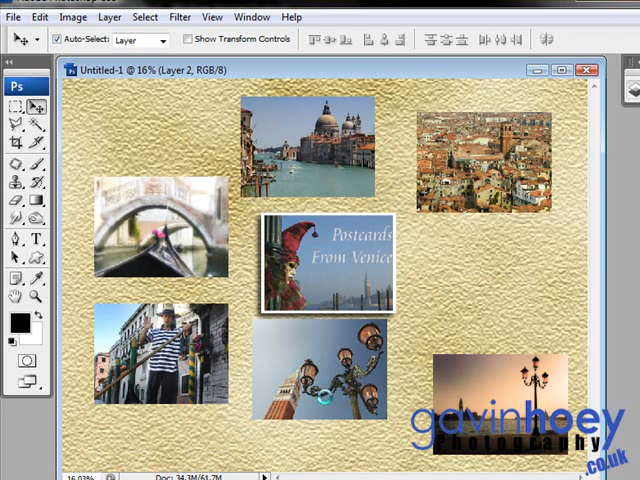 File Edit Image Layer Select Filter View Window Help
Auto-Select: Layer Show Transform Controls
Ps
Untitled-1 @ 16% (Layer 2, RGB/8)
Postcards
From Venice
gavinhoey
Photography
.co.uk
16.03% Doc: 34.3M/61.7M